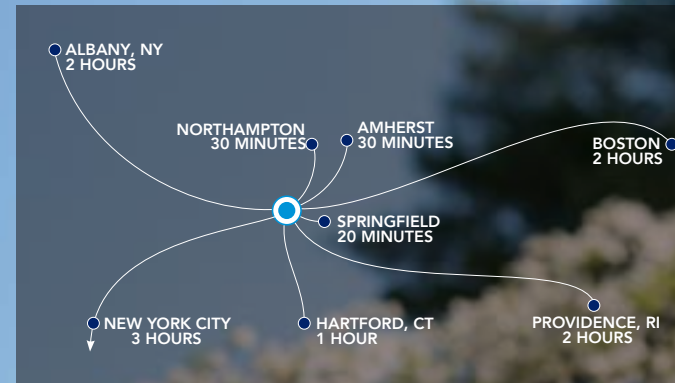 ALBANY, NY
2 HOURS
NORTHAMPTON
30 MINUTES
AMHERST
30 MINUTES
BOSTON
2 HOURS
SPRINGFIELD
20 MINUTES
NEW YORK CITY
3 HOURS
HARTFORD, CT
1 HOUR
PROVIDENCE, RI
2 HOURS